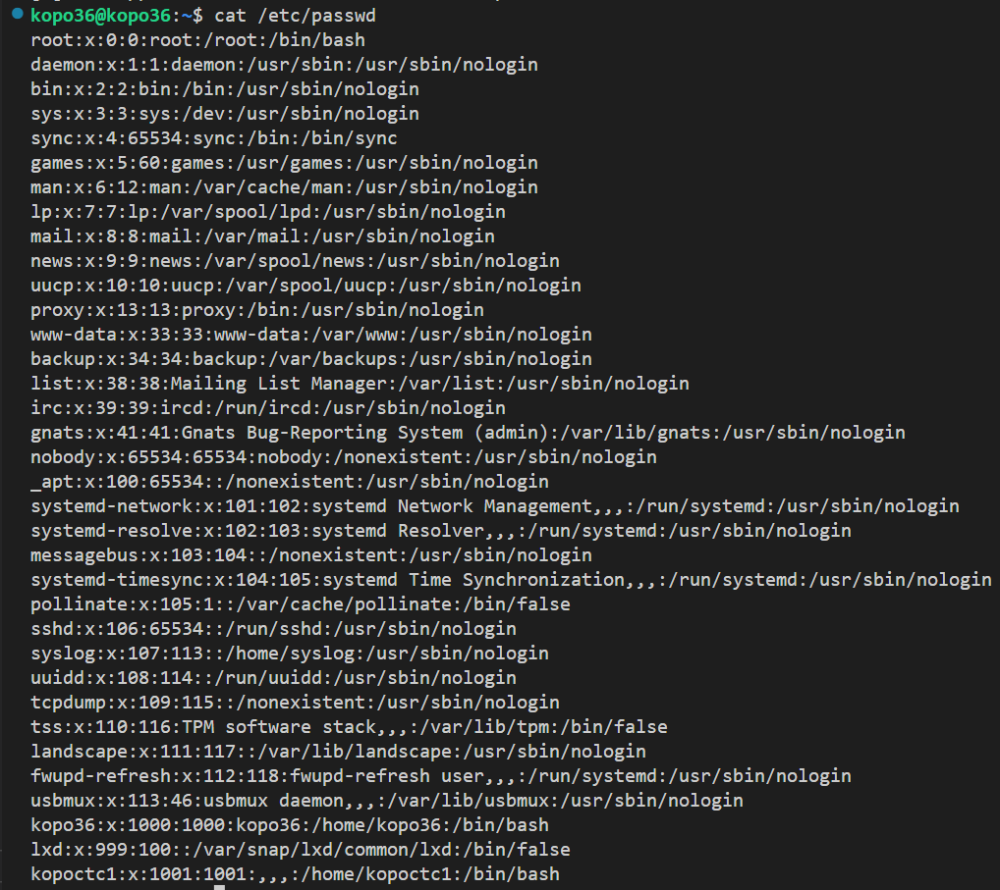 kopo36@kopo36:~$ cat /etc/passwd
root:x:0:0:root:/root:/bin/bash
daemon:x:1:1:daemon:/usr/sbin:/usr/sbin/nologin
bin:x:2:2:bin:/bin:/usr/sbin/nologin
sys:x:3:3:sys:/dev:/usr/sbin/nologin
sync:x:4:65534:sync:/bin:/bin/sync
games:x:5:60:games:/usr/games:/usr/sbin/nologin
man:x:6:12:man:/var/cache/man:/usr/sbin/nologin
lp:x:7:7:lp:/var/spool/lpd:/usr/sbin/nologin
mail:x:8:8:mail:/var/mail:/usr/sbin/nologin
news:x:9:9:news:/var/spool/news:/usr/sbin/nologin
uucp:x:10:10:uucp:/var/spool/uucp:/usr/sbin/nologin
proxy:x:13:13:proxy:/bin:/usr/sbin/nologin
www-data:x:33:33:www-data:/var/www:/usr/sbin/nologin
backup:x:34:34:backup:/var/backups:/usr/sbin/nologin
list:x:38:38:Mailing List Manager:/var/list:/usr/sbin/nologin
irc:x:39:39:ircd:/run/ircd:/usr/sbin/nologin
gnats:x:41:41:Gnats Bug-Reporting System (admin):/var/lib/gnats:/usr/sbin/nologin
nobody:x:65534:65534:nobody:/nonexistent:/usr/sbin/nologin
_apt:x:100:65534::/nonexistent:/usr/sbin/nologin
systemd-network:x:101:102:systemd Network Management,,,:/run/systemd:/usr/sbin/nologin
systemd-resolve:x:102:103:systemd Resolver,,,:/run/systemd:/usr/sbin/nologin
messagebus:x:103:104::/nonexistent:/usr/sbin/nologin
systemd-timesync:x:104:105:systemd Time Synchronization,,,:/run/systemd:/usr/sbin/nologin
pollinate:x:105:1::/var/cache/pollinate:/bin/false
sshd:x:106:65534::/run/sshd:/usr/sbin/nologin
syslog:x:107:113::/home/syslog:/usr/sbin/nologin
uuidd:x:108:114::/run/uuidd:/usr/sbin/nologin
tcpdump:x:109:115::/nonexistent:/usr/sbin/nologin
tss:x:110:116:TPM software stack,,,:/var/lib/tpm:/bin/false
landscape:x:111:117::/var/lib/landscape:/usr/sbin/nologin
fwupd-refresh:x:112:118:fwupd-refresh user,,,:/run/systemd:/usr/sbin/nologin
usbmux:x:113:46:usbmux daemon,,,:/var/lib/usbmux:/usr/sbin/nologin
kopo36:x:1000:1000:kopo36:/home/kopo36:/bin/bash
lxd:x:999:100::/var/snap/lxd/common/lxd:/bin/false
kopoctc1:x:1001:1001:,,,:/home/kopoctc1:/bin/bash